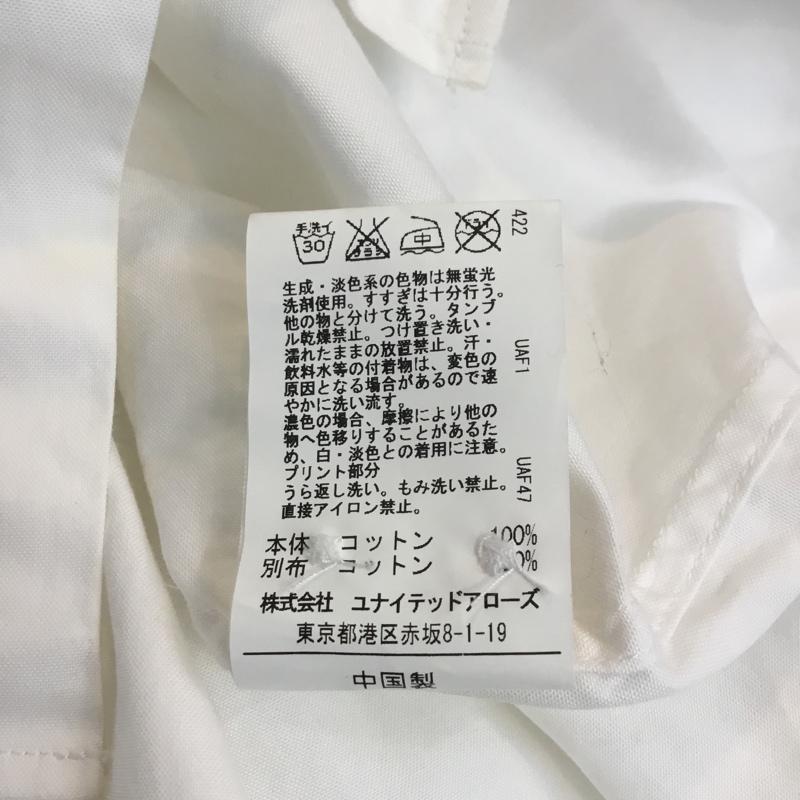 手洗イ
30
エンソ
サラシ
中
ドライ
422
生成・淡色系の色物は無蛍光
洗剤使用。すすぎは十分行う。
他の物と分けて洗う。タンブ
ル乾燥禁止。つけ置き洗い・
濡れたままの放置禁止。汗・
飲料水等の付着物は、変色の
原因となる場合があるので速
やかに洗い流す。
濃色の場合、摩擦により他の
物へ色移りすることがあるた
め、白・淡色との着用に注意。
プリント部分
うら返し洗い。もみ洗い禁止。
直接アイロン禁止。
UAF1
UAF47
本体 コットン 100%
別布 コットン
株式会社 ユナイテッドアローズ
東京都港区赤坂8-1-19
中国製